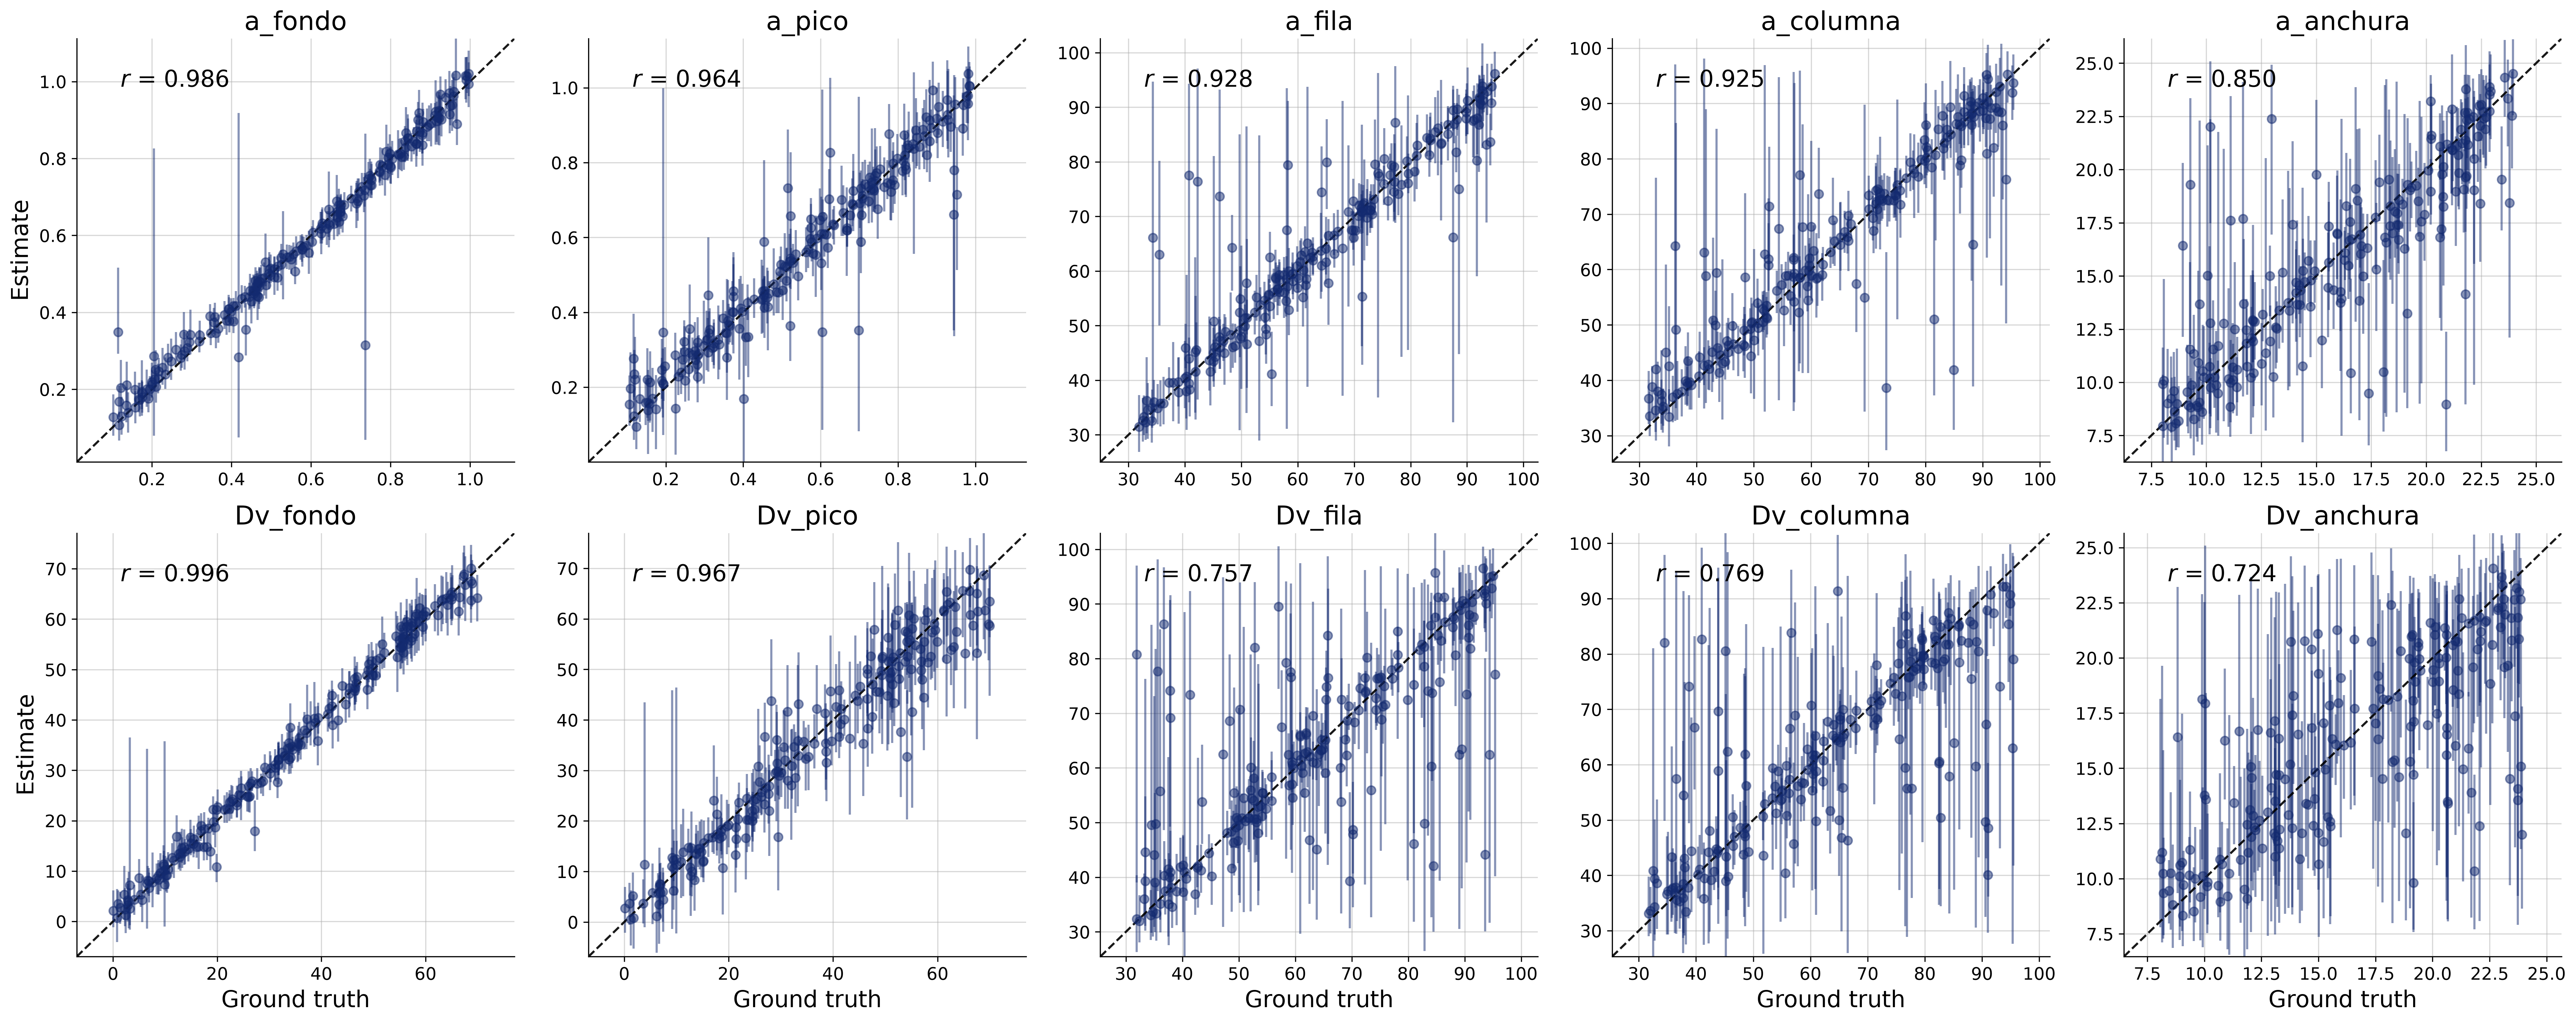 a_fondo a_pico a_fila a_columna a_anchura
r = 0.986 r = 0.964 r = 0.928 r = 0.925 r = 0.850
Estimate
1.0 0.8 0.6 0.4 0.2
0.2 0.4 0.6 0.8 1.0
1.0 0.8 0.6 0.4 0.2
0.2 0.4 0.6 0.8 1.0
100 90 80 70 60 50 40 30
30 40 50 60 70 80 90 100
100 90 80 70 60 50 40 30
30 40 50 60 70 80 90 100
25.0 22.5 20.0 17.5 15.0 12.5 10.0 7.5
7.5 10.0 12.5 15.0 17.5 20.0 22.5 25.0
Dv_fondo Dv_pico Dv_fila Dv_columna Dv_anchura
r = 0.996 r = 0.967 r = 0.757 r = 0.769 r = 0.724
Estimate
70 60 50 40 30 20 10 0
0 20 40 60
70 60 50 40 30 20 10 0
0 20 40 60
100 90 80 70 60 50 40 30
30 40 50 60 70 80 90 100
100 90 80 70 60 50 40 30
30 40 50 60 70 80 90 100
25.0 22.5 20.0 17.5 15.0 12.5 10.0 7.5
7.5 10.0 12.5 15.0 17.5 20.0 22.5 25.0
Ground truth Ground truth Ground truth Ground truth Ground truth